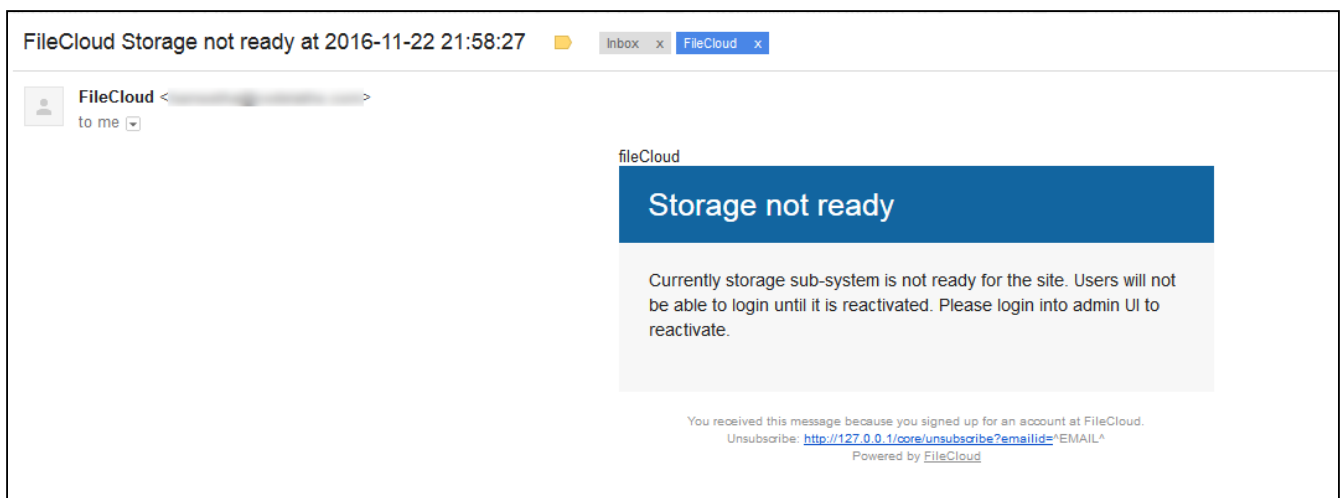 FileCloud Storage not ready at 2016-11-22 21:58:27 Inbox x FileCloud x
FileCloud < >
to me
fileCloud
Storage not ready
Currently storage sub-system is not ready for the site. Users will not
be able to login until it is reactivated. Please login into admin UI to
reactivate.
You received this message because you signed up for an account at FileCloud.
Unsubscribe: http://127.0.0.1/core/unsubscribe?emailid=^EMAIL^
Powered by FileCloud